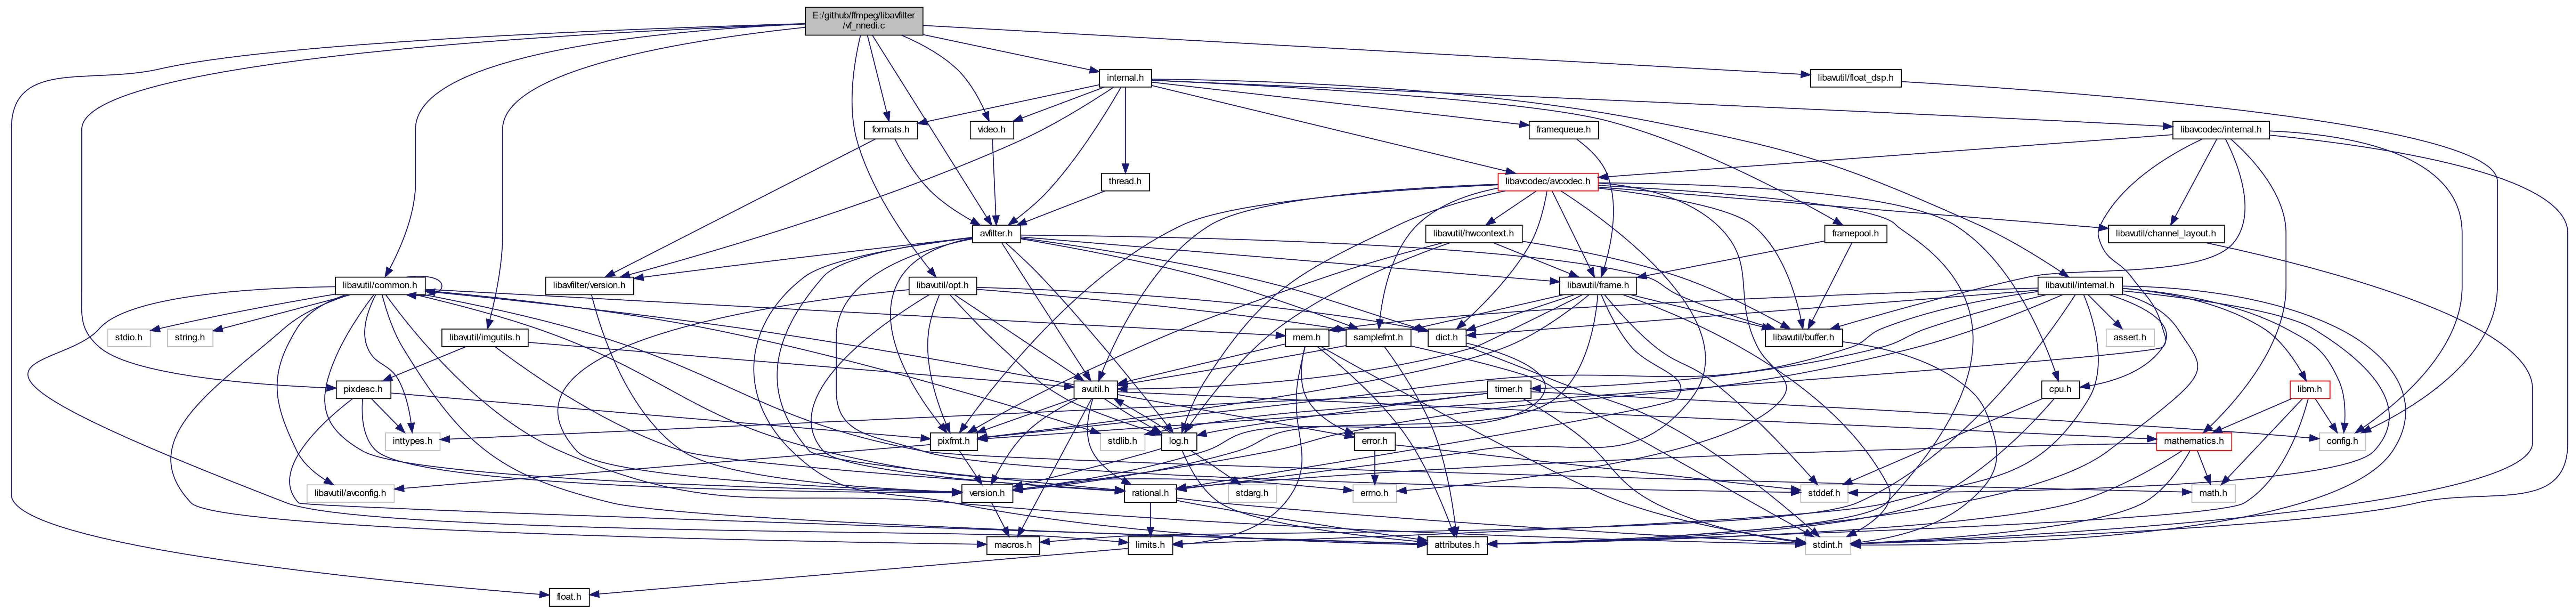 E:/github/ffmpeg/libavfilter
/vf_nnedi.c
internal.h
libavutil/float_dsp.h
formats.h
video.h
framequeue.h
libavcodec/internal.h
thread.h
libavcodec/avcodec.h
avfilter.h
libavutil/hwcontext.h
framepool.h
libavutil/channel_layout.h
libavutil/common.h
libavfilter/version.h
libavutil/opt.h
libavutil/frame.h
libavutil/internal.h
stdio.h
string.h
libavutil/imgutils.h
mem.h
samplefmt.h
dict.h
libavutil/buffer.h
assert.h
pixdesc.h
avutil.h
timer.h
cpu.h
libm.h
inttypes.h
pixfmt.h
stdlib.h
log.h
error.h
mathematics.h
config.h
libavutil/avconfig.h
version.h
rational.h
stdarg.h
errno.h
stddef.h
math.h
macros.h
limits.h
attributes.h
stdint.h
float.h